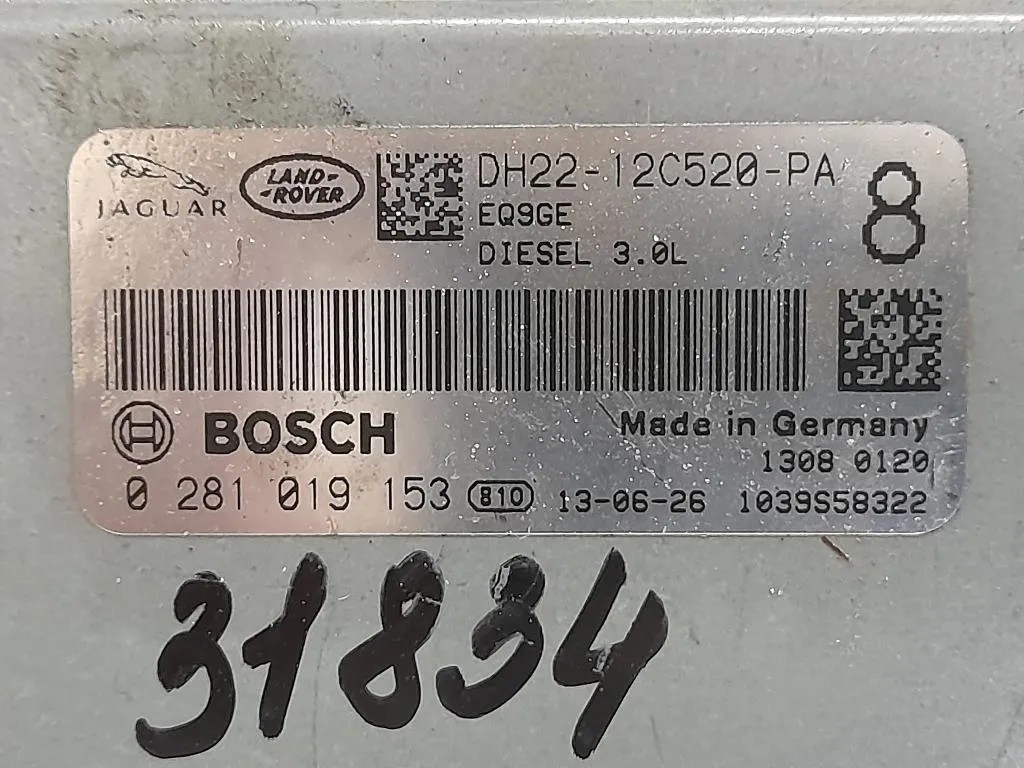 JAGUAR
LAND-
-ROVER
DH22-12C520-PA
EQ9GE
DIESEL 3.0L
8
BOSCH
Made in Germany
1308 0120
0 281 019 153 810 13-06-26 1039S58322
31834